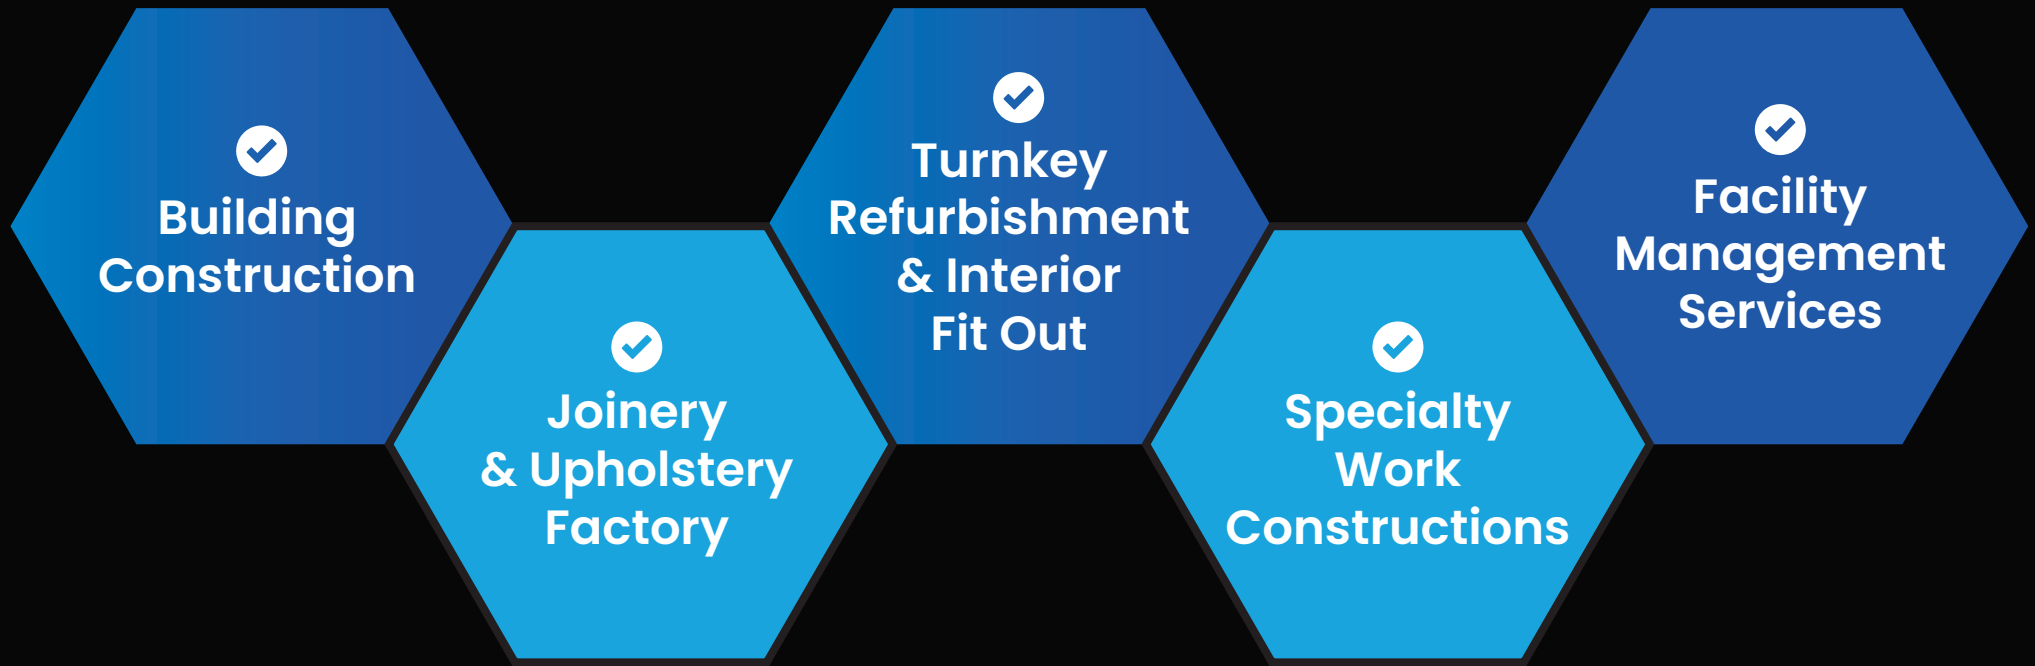 Building
Construction
Joinery
& Upholstery
Factory
Turnkey
Refurbishment
& Interior
Fit Out
Specialty
Work
Constructions
Facility
Management
Services